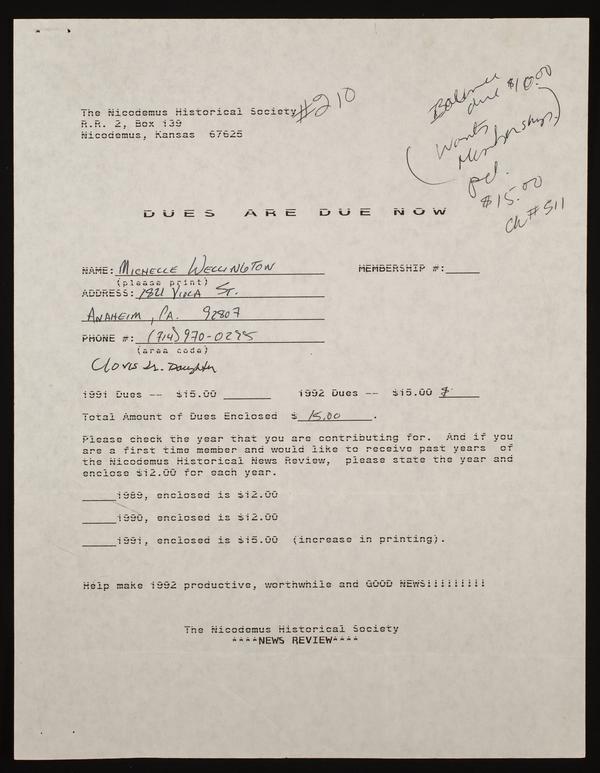 The Nicodemus Historical Society #210
R.R. 2, Box 139
Nicodemus, Kansas 67625
Balance
due $10.00
(Wants
Membership.)
pd.
$15.00
Ck # 511
DUES ARE DUE NOW
NAME: MICHELLE WELLINGTON MEMBERSHIP #:
(please print)
ADDRESS: 1821 VIOLA ST.
ANAHEIM, CA. 92807
PHONE #: (714) 970-0295
(area code)
Clovis Sr. Daughter
1991 Dues -- $15.00 1992 Dues -- $15.00
Total Amount of Dues Enclosed $ 15.00.
Please check the year that you are contributing for. And if you
are a first time member and would like to receive past years of
the Nicodemus Historical News Review, please state the year and
enclose $12.00 for each year.
1989, enclosed is $12.00
1990, enclosed is $12.00
1991, enclosed is $15.00 (increase in printing).
Help make 1992 productive, worthwhile and GOOD NEWS!!!!!!!!!
The Nicodemus Historical Society
****NEWS REVIEW****